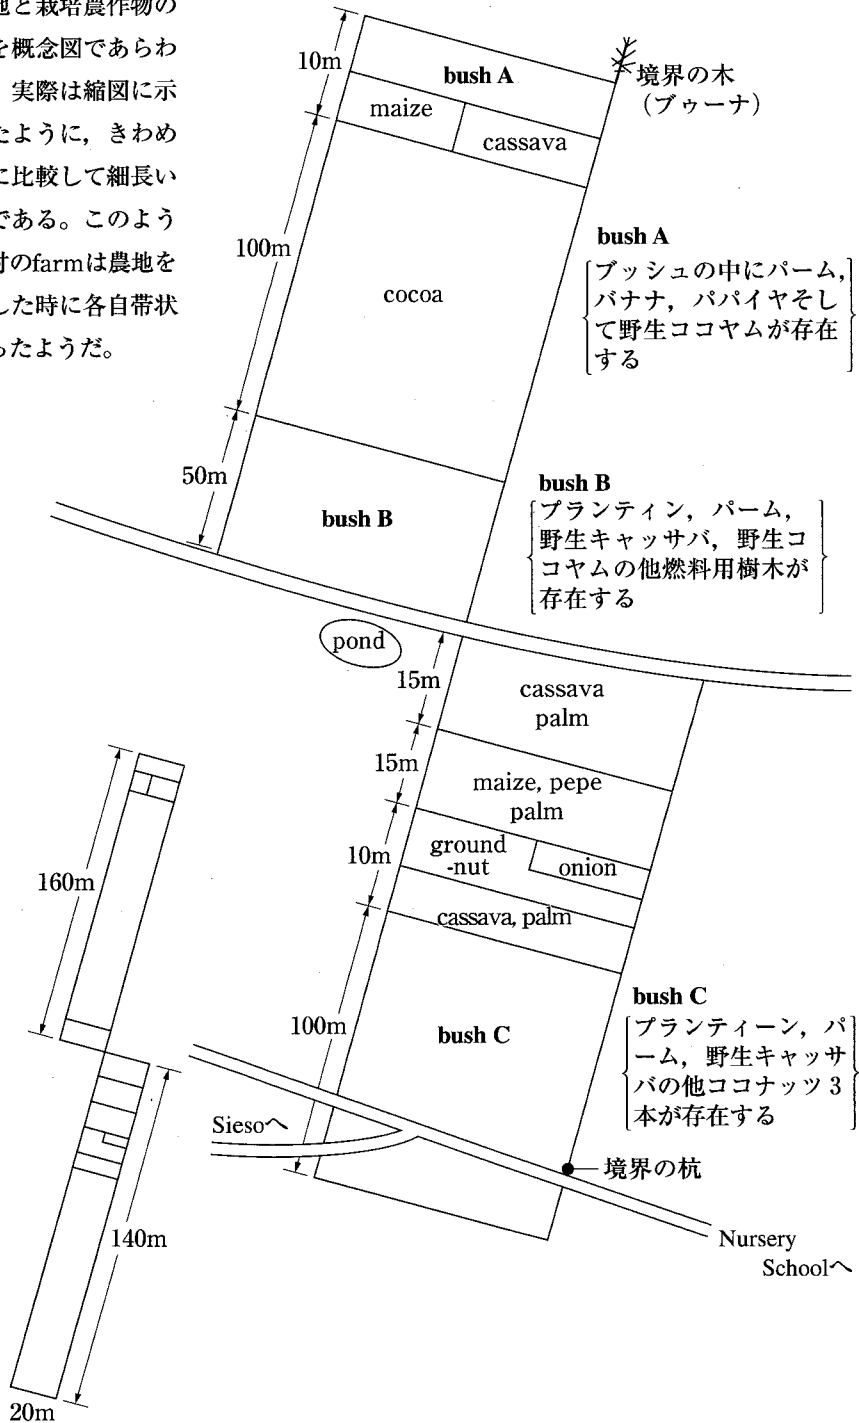 地と栽培農作物の
を概念図であらわ
実際は縮図に示
たように，きわめ
に比較して細長い
である。このよう
村のfarmは農地を
した時に各自帯状
ったようだ。
10m
bush A
境界の木
（ブゥーナ）
maize
cassava
100m
cocoa
bush A
ブッシュの中にパーム，
バナナ，パパイヤそし
て野生ココヤムが存在
する
50m
bush B
bush B
プランティン，パーム，
野生キャッサバ，野生コ
コヤムの他燃料用樹木が
存在する
pond
15m
cassava
palm
15m
maize, pepe
palm
10m
ground
-nut
onion
cassava, palm
100m
bush C
bush C
プランティーン，パ
ーム，野生キャッサ
バの他ココナッツ3
本が存在する
Siesoへ
境界の杭
Nursery
Schoolへ
160m
140m
20m